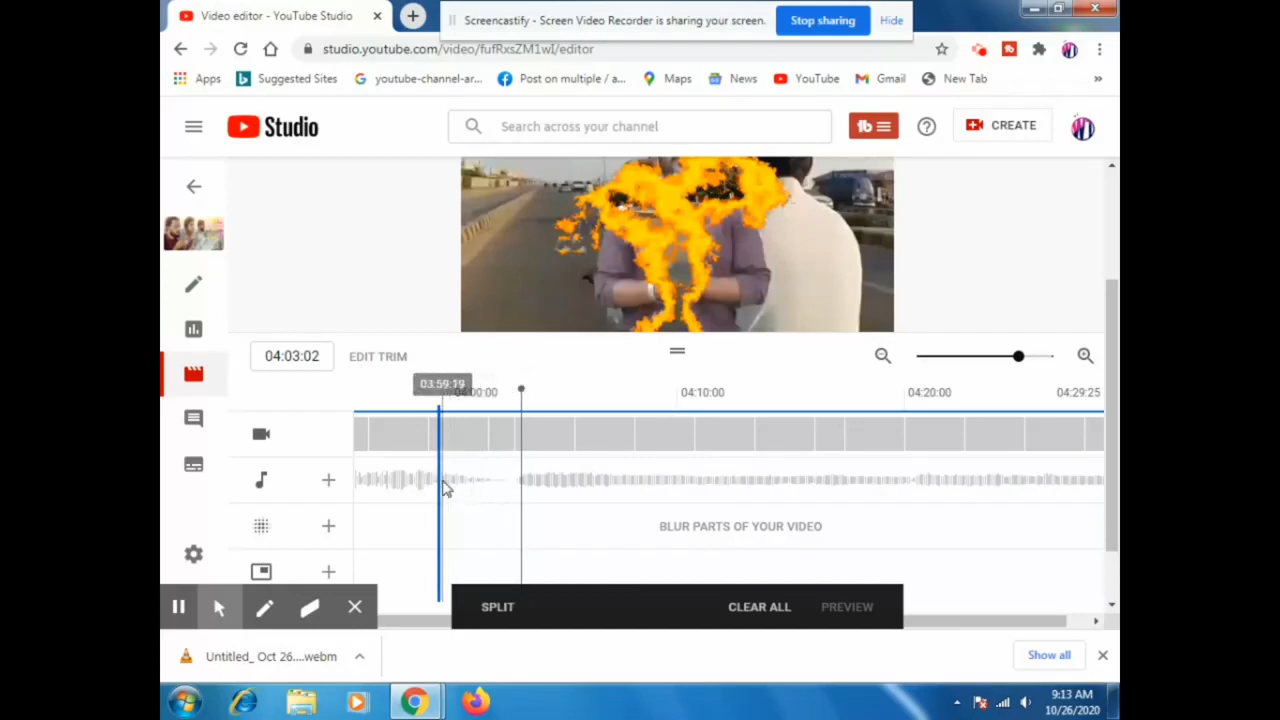 Video editor - YouTube Studio
Screencastify - Screen Video Recorder is sharing your screen.
Stop sharing
Hide
studio.youtube.com/video/fufRxsZM1wI/editor
Apps
Suggested Sites
youtube-channel-ar...
Post on multiple / a...
Maps
News
YouTube
Gmail
New Tab
»
Studio
Search across your channel
tb
CREATE
04:03:02
EDIT TRIM
03:59:19
04:00:00
04:10:00
04:20:00
04:29:25
BLUR PARTS OF YOUR VIDEO
SPLIT
CLEAR ALL
PREVIEW
Untitled_ Oct 26....webm
Show all
9:13 AM
10/26/2020